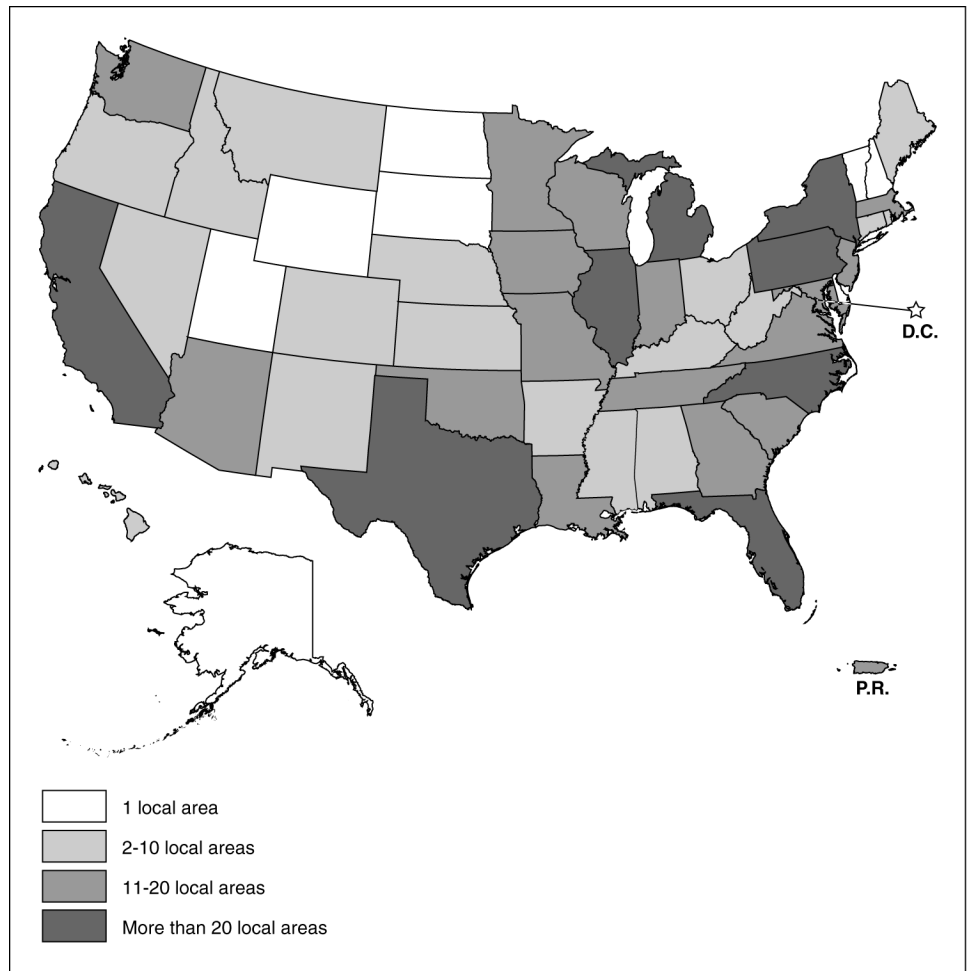 D.C.
P.R.
1 local area
2-10 local areas
11-20 local areas
More than 20 local areas